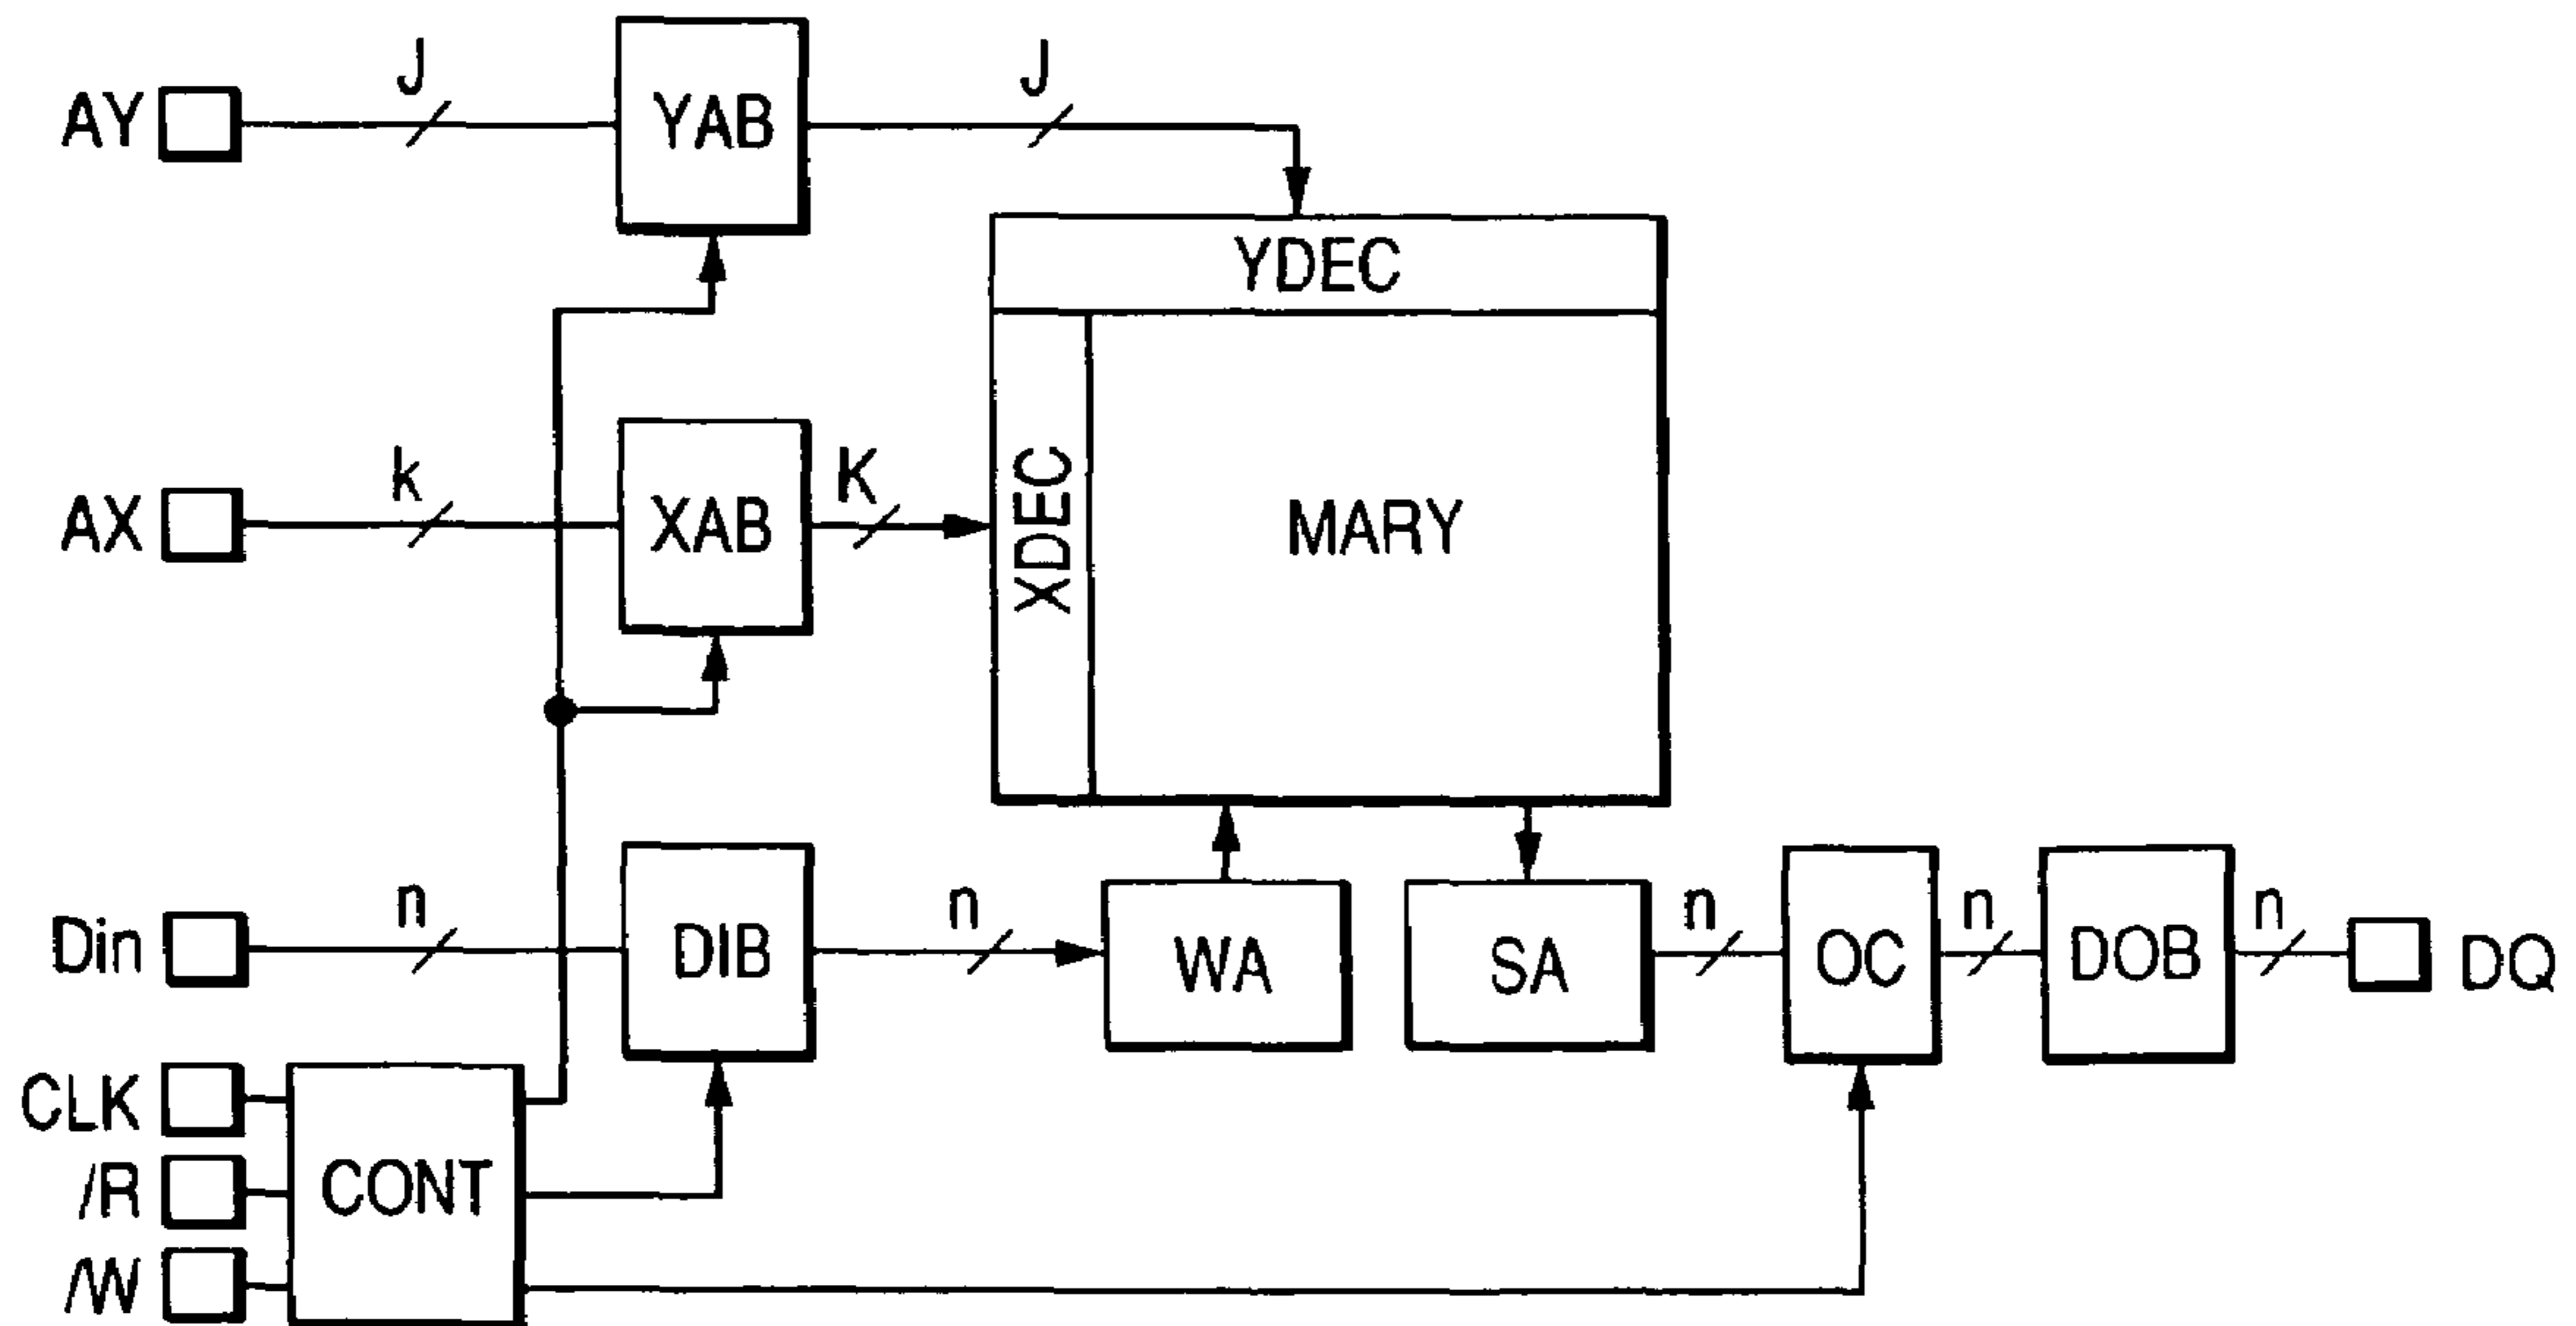 AY
J
YAB
J
YDEC
AX
k
XAB
K
XDEC
MARY
Din
n
DIB
n
WA
SA
n
OC
n
DOB
n
DQ
CLK
/R
/W
CONT